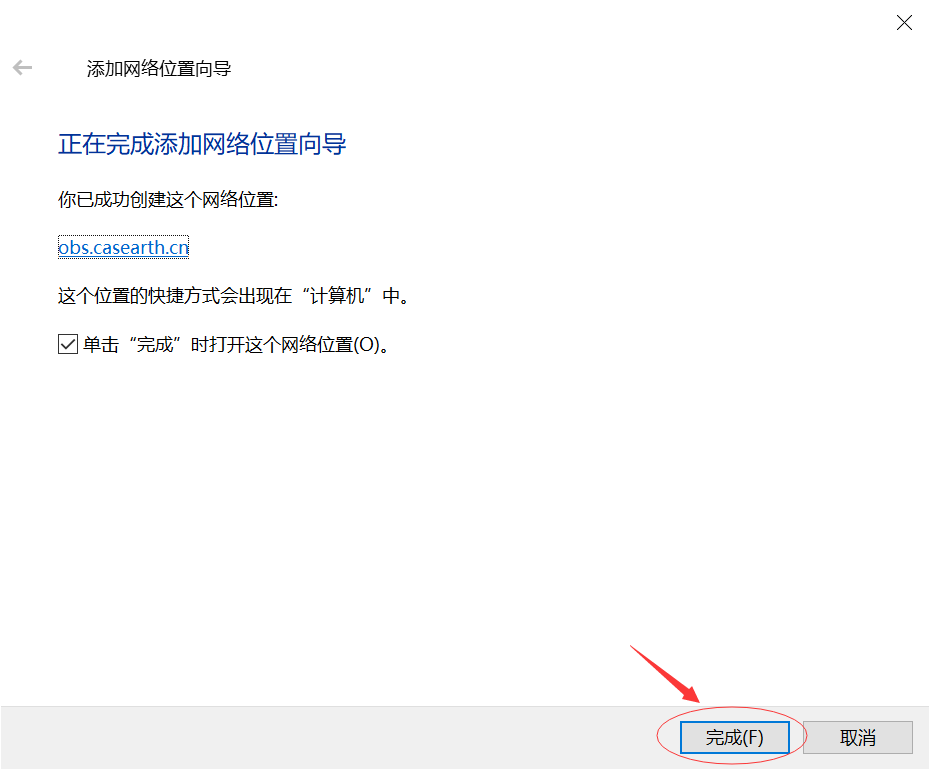 添加网络位置向导
正在完成添加网络位置向导
你已成功创建这个网络位置:
obs.casearth.cn
这个位置的快捷方式会出现在“计算机”中。
单击“完成”时打开这个网络位置(O)。
完成(F)
取消